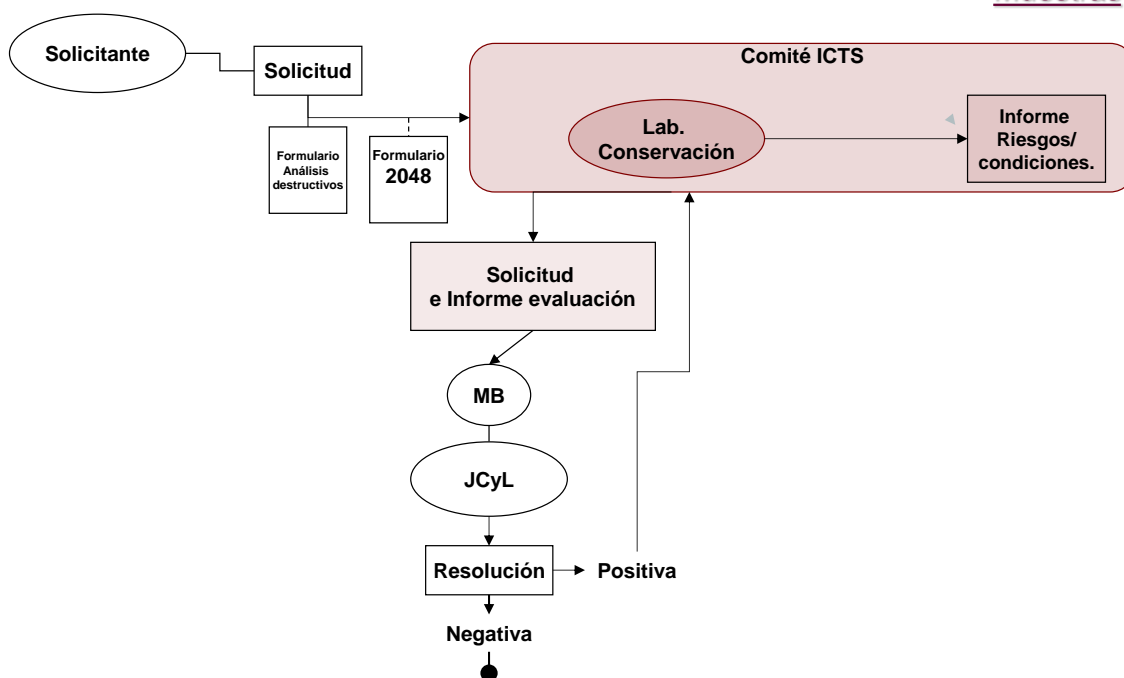 Solicitante
Solicitud
Formulario
Análisis
destructivos
Formulario
2048
Comité ICTS
Lab.
Conservación
Informe
Riesgos/
condiciones.
Solicitud
e Informe evaluación
MB
JCyL
Resolución
Positiva
Negativa